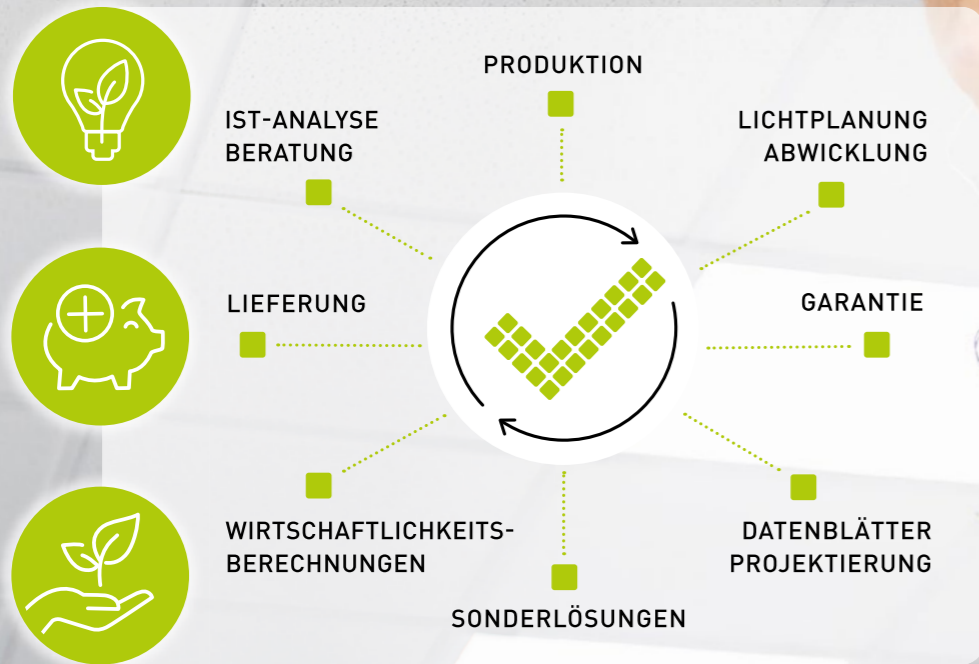 PRODUKTION
IST-ANALYSE
BERATUNG
LICHTPLANUNG
ABWICKLUNG
LIEFERUNG
GARANTIE
WIRTSCHAFTLICHKEITS-
BERECHNUNGEN
DATENBLÄTTER
PROJEKTIERUNG
SONDERLÖSUNGEN